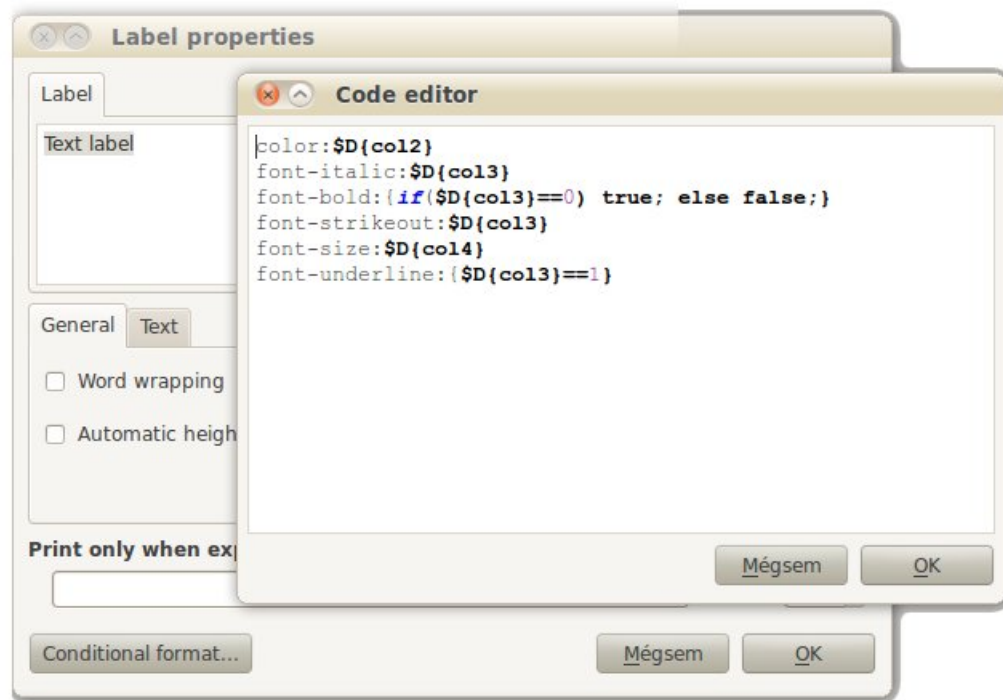 Label properties
Label
Text label
Code editor
color:$D{col2}
font-italic:$D{col3}
font-bold:{if($D{col3}==0) true; else false;}
font-strikeout:$D{col3}
font-size:$D{col4}
font-underline:{$D{col3}==1}
General
Text
Word wrapping
Automatic heigh
Print only when exp
Mégsem
OK
Conditional format...
Mégsem
OK